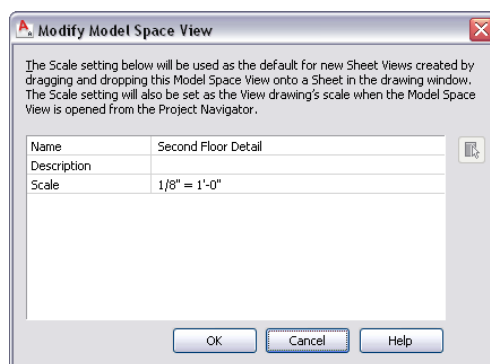 Modify Model Space View
The Scale setting below will be used as the default for new Sheet Views created by
dragging and dropping this Model Space View onto a Sheet in the drawing window.
The Scale setting will also be set as the View drawing's scale when the Model Space
View is opened from the Project Navigator.
Name Second Floor Detail
Description
Scale 1/8" = 1'-0"
OK Cancel Help